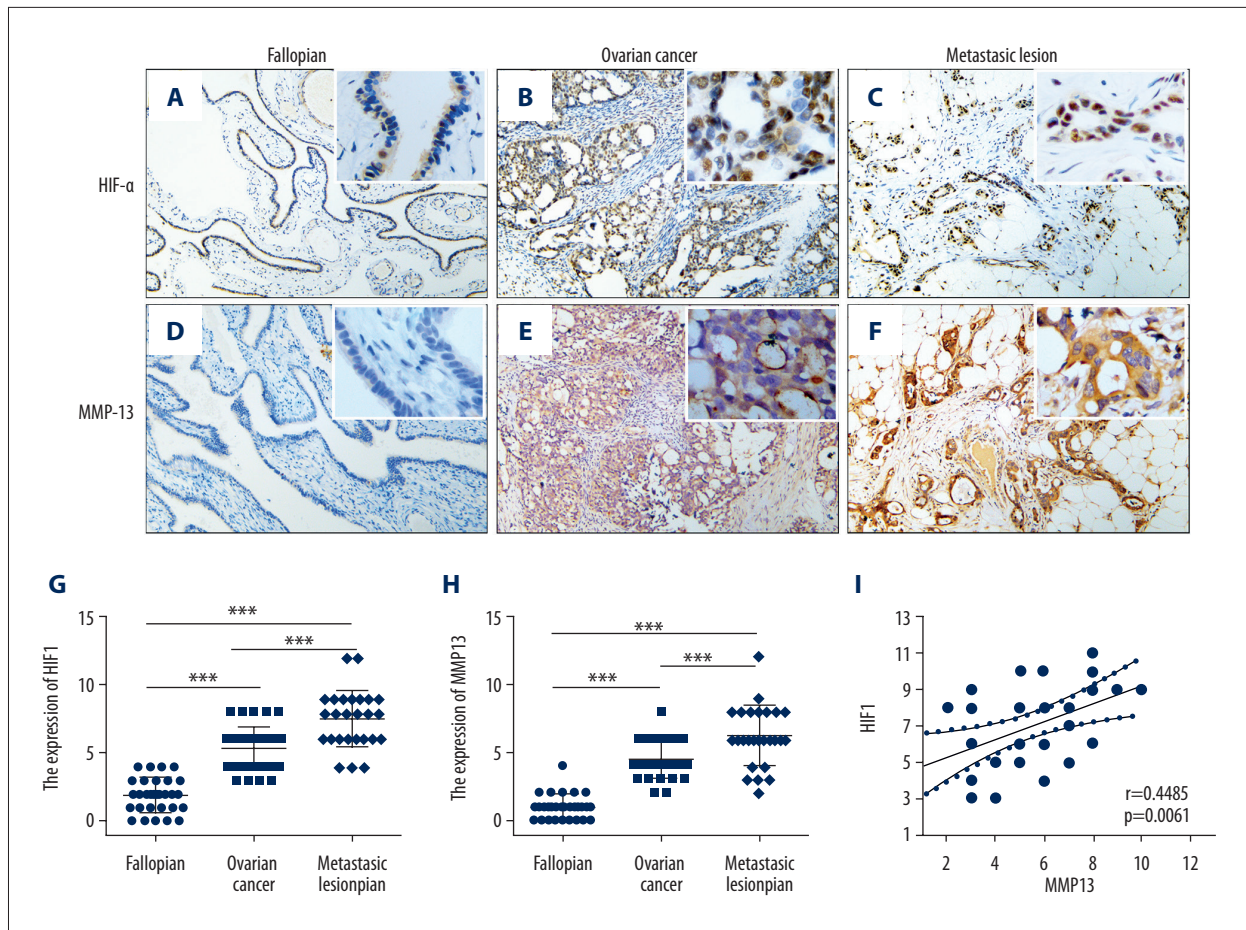 Fallopian
Ovarian cancer
Metastasic lesion
A
B
C
HIF-α
D
E
F
MMP-13
G
The expression of HIF1
15
10
5
0
***
***
***
Fallopian
Ovarian
cancer
Metastasic
lesionpian
H
The expression of MMP13
15
10
5
0
***
***
***
Fallopian
Ovarian
cancer
Metastasic
lesionpian
I
HIF1
13
11
9
7
5
3
1
r=0.4485
p=0.0061
2 4 6 8 10 12
MMP13